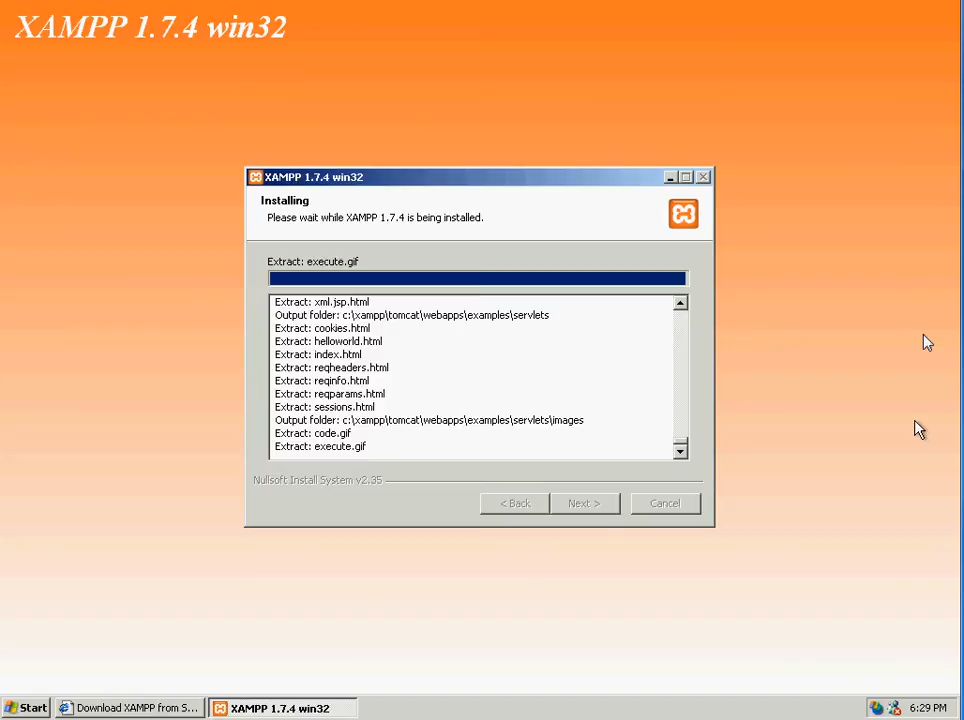 XAMPP 1.7.4 win32
XAMPP 1.7.4 win32
Installing
Please wait while XAMPP 1.7.4 is being installed.
Extract: execute.gif
Extract: xml.jsp.html
Output folder: c:\xampp\tomcat\webapps\examples\servlets
Extract: cookies.html
Extract: helloworld.html
Extract: index.html
Extract: reqheaders.html
Extract: reqinfo.html
Extract: reqparams.html
Extract: sessions.html
Output folder: c:\xampp\tomcat\webapps\examples\servlets\images
Extract: code.gif
Extract: execute.gif
Nullsoft Install System v2.35
< Back Next > Cancel
Start Download XAMPP from S... XAMPP 1.7.4 win32 6:29 PM